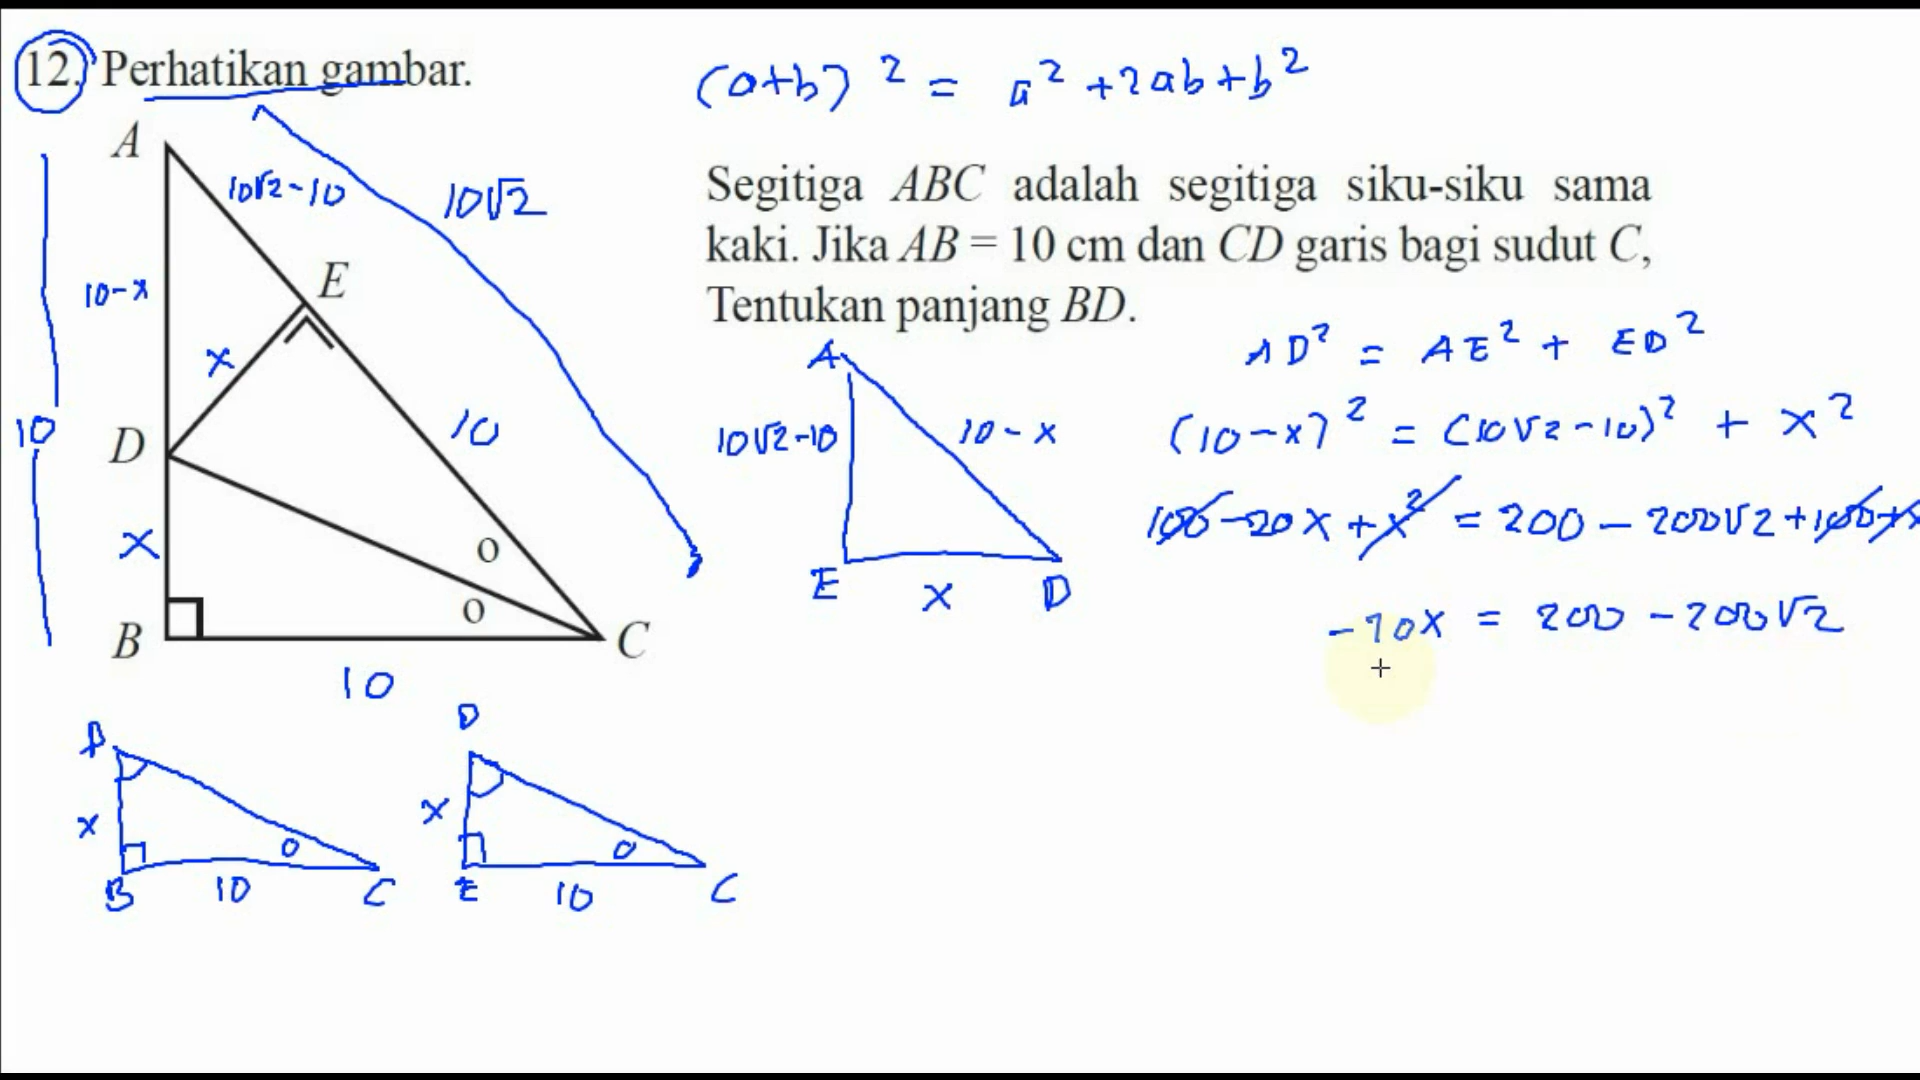 12. Perhatikan gambar.
(a+b)² = a² + 2ab + b²
A
10√2 - 10
10√2
Segitiga ABC adalah segitiga siku-siku sama
kaki. Jika AB = 10 cm dan CD garis bagi sudut C,
Tentukan panjang BD.
E
10 - x
x
10
10
D
x
o
o
B
C
10
A
10√2 - 10
10 - x
E
x
D
AD² = AE² + ED²
(10 - x)² = (10√2 - 10)² + x²
100 - 20x + x² = 200 - 200√2 + 100 + x
-20x = 200 - 200√2
D
x
o
B
10
C
D
x
o
E
10
C